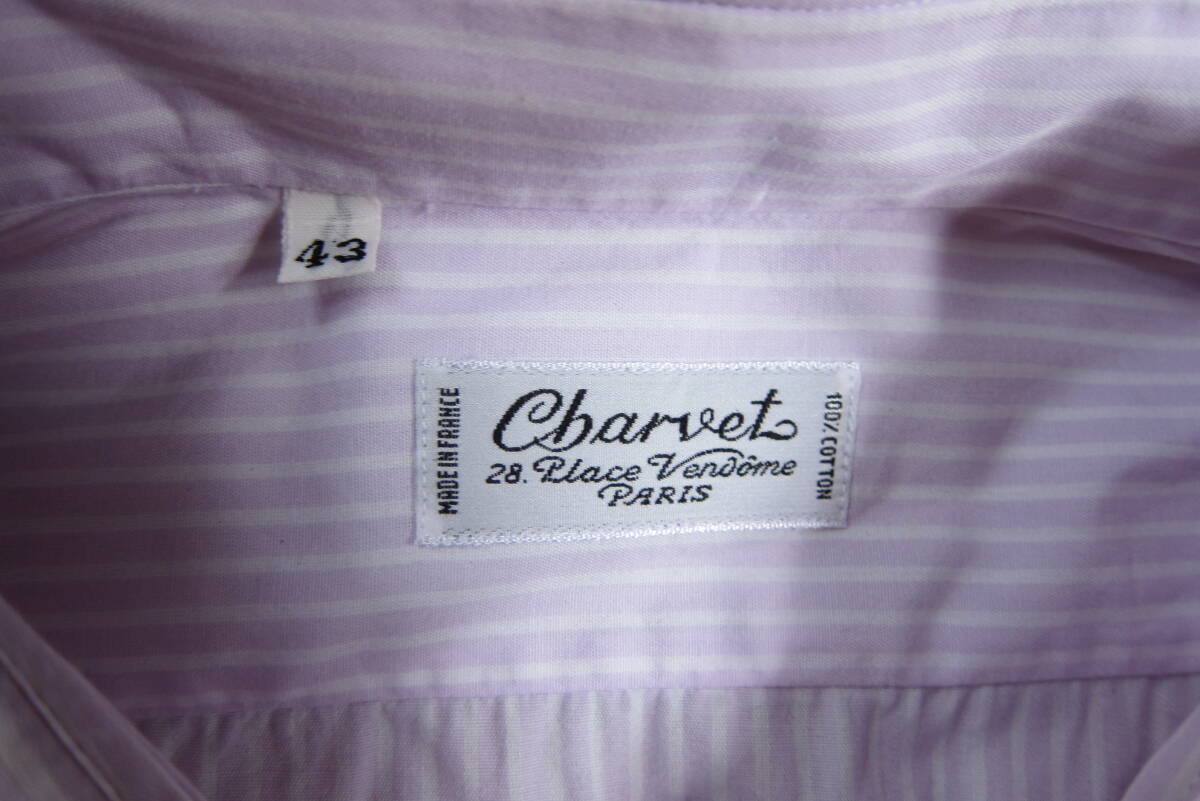 43
MADE IN FRANCE
Charvet
28. Place Vendôme
PARIS
100% COTTON